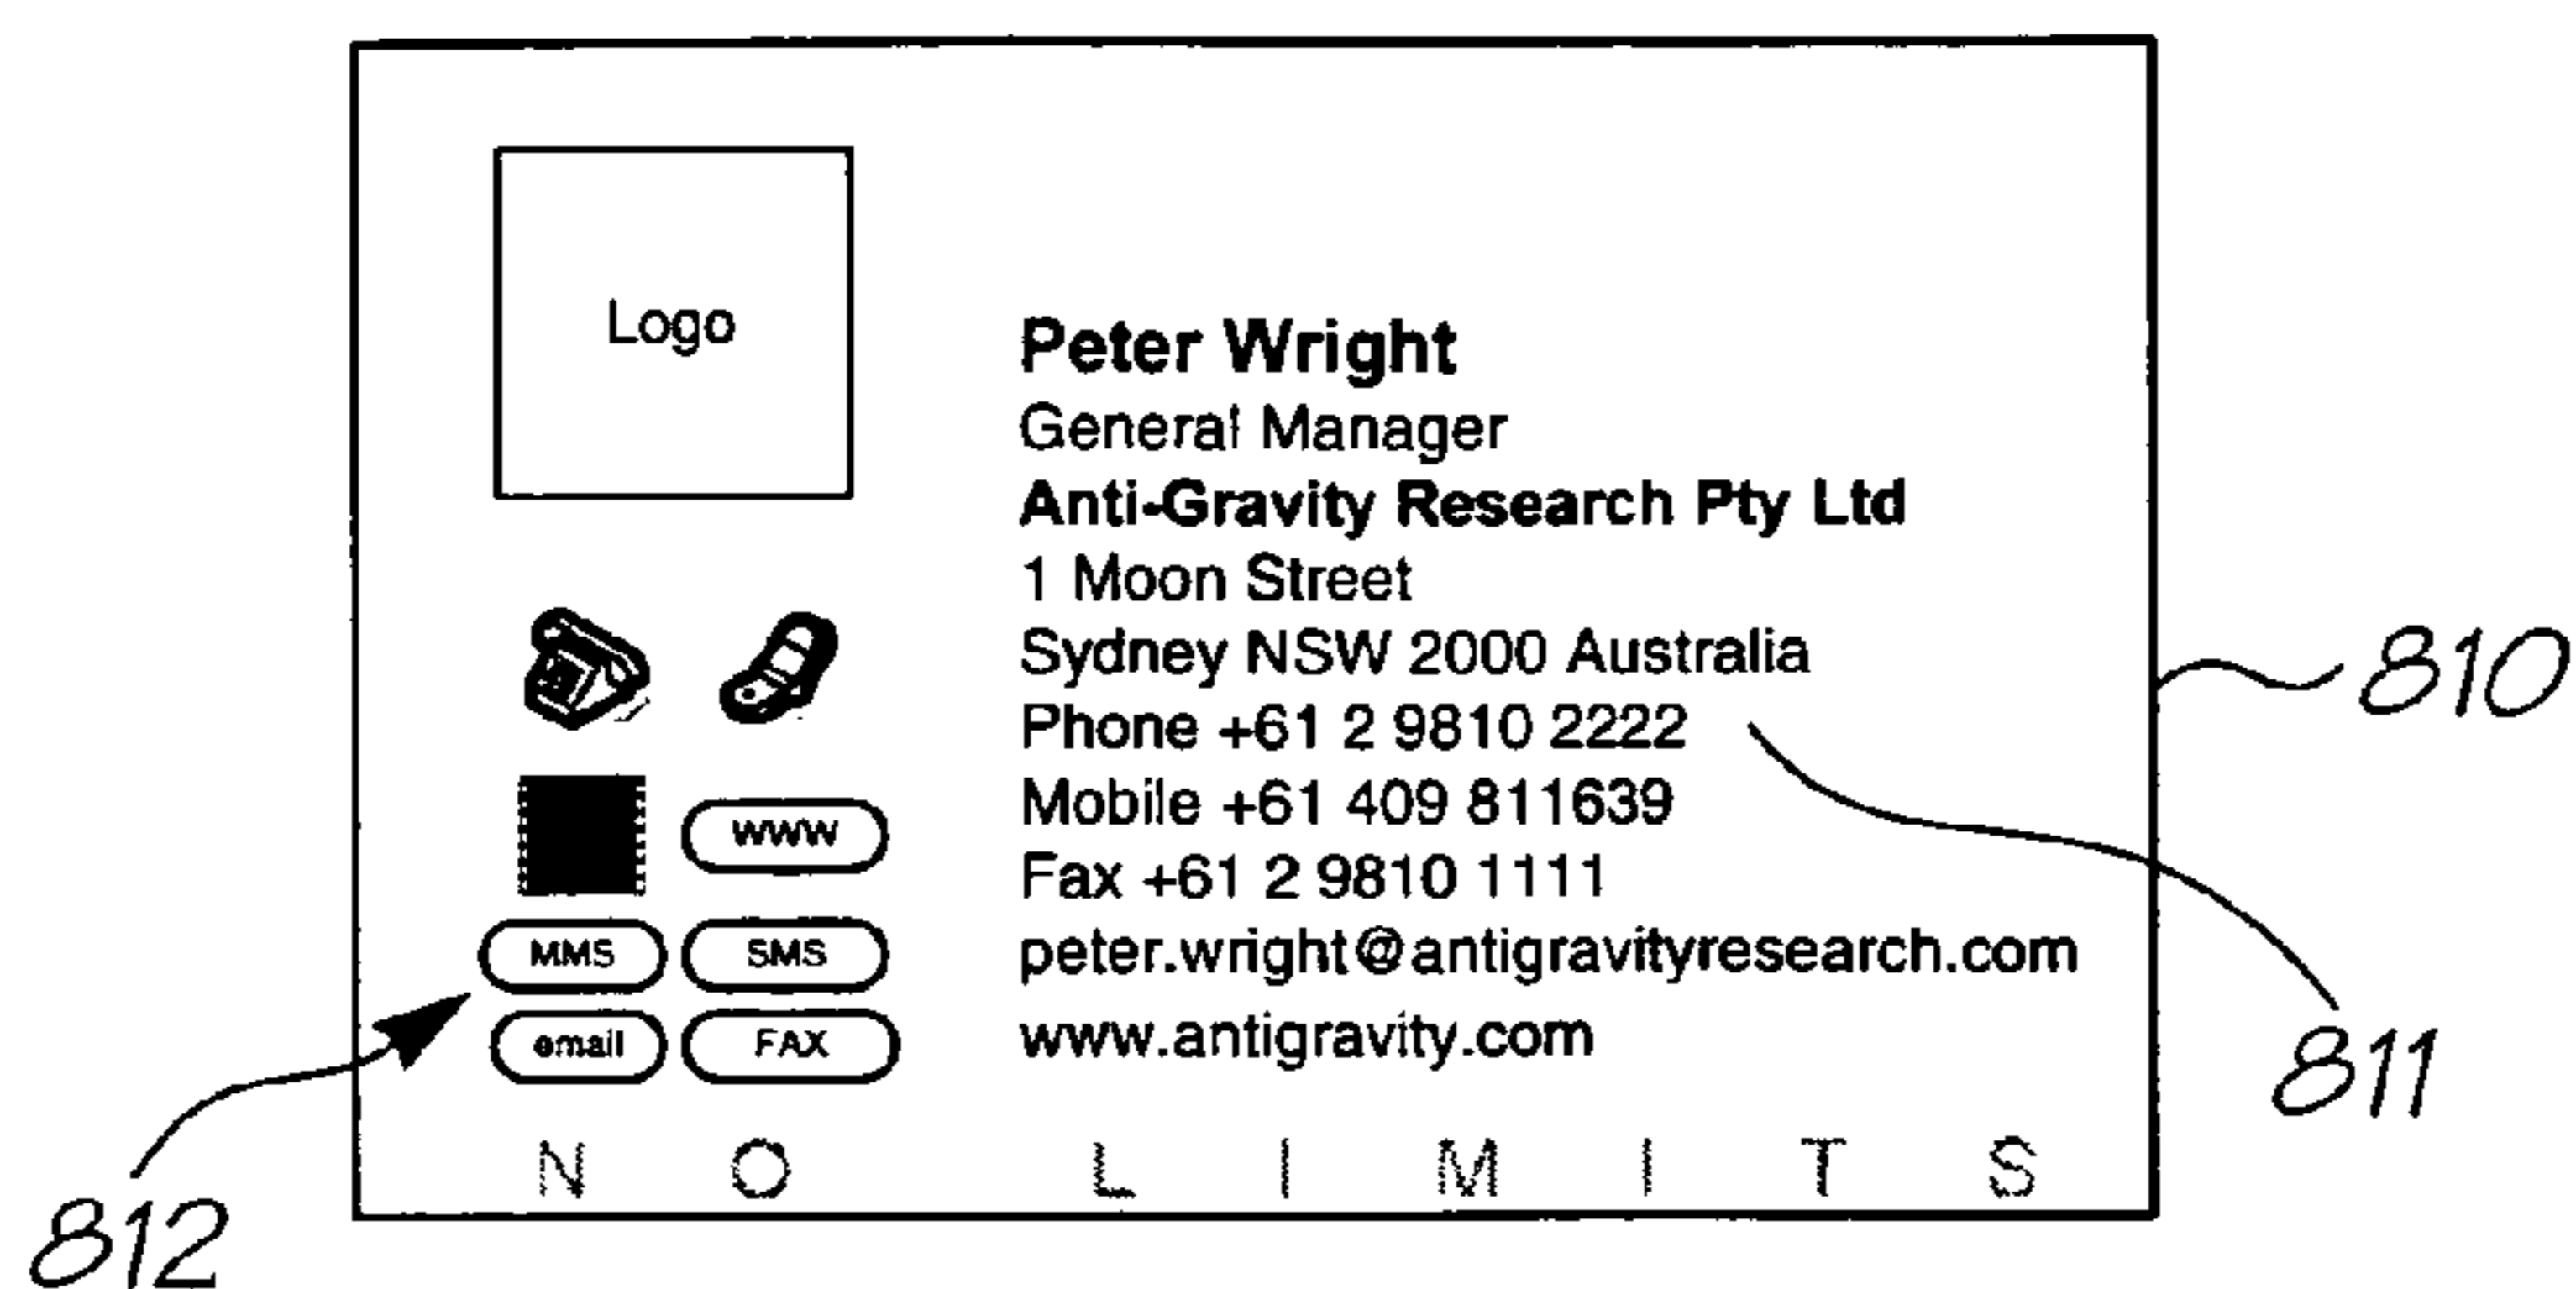 Logo
Peter Wright
General Manager
Anti-Gravity Research Pty Ltd
1 Moon Street
Sydney NSW 2000 Australia
Phone +61 2 9810 2222
Mobile +61 409 811639
Fax +61 2 9810 1111
peter.wright@antigravityresearch.com
www.antigravity.com
WWW
MMS SMS
email FAX
N O L I M I T S
810
811
812